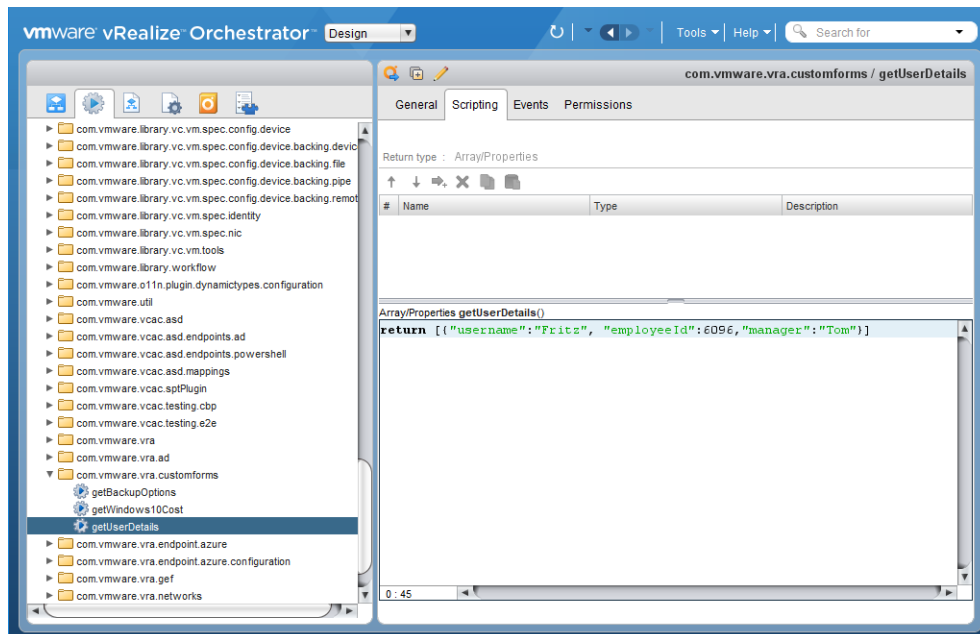 vmware vRealize™ Orchestrator™ Design
Tools Help Search for
com.vmware.vra.customforms / getUserDetails
General Scripting Events Permissions
Return type : Array/Properties
# Name Type Description
Array/Properties getUserDetails()
return [{"username":"Fritz", "employeeId":6096,"manager":"Tom"}]
0 : 45
com.vmware.library.vc.vm.spec.config.device
com.vmware.library.vc.vm.spec.config.device.backing.devic
com.vmware.library.vc.vm.spec.config.device.backing.file
com.vmware.library.vc.vm.spec.config.device.backing.pipe
com.vmware.library.vc.vm.spec.config.device.backing.remot
com.vmware.library.vc.vm.spec.identity
com.vmware.library.vc.vm.spec.nic
com.vmware.library.vc.vm.tools
com.vmware.library.workflow
com.vmware.o11n.plugin.dynamictypes.configuration
com.vmware.util
com.vmware.vcac.asd
com.vmware.vcac.asd.endpoints.ad
com.vmware.vcac.asd.endpoints.powershell
com.vmware.vcac.asd.mappings
com.vmware.vcac.sptPlugin
com.vmware.vcac.testing.cbp
com.vmware.vcac.testing.e2e
com.vmware.vra
com.vmware.vra.ad
com.vmware.vra.customforms
getBackupOptions
getWindows10Cost
getUserDetails
com.vmware.vra.endpoint.azure
com.vmware.vra.endpoint.azure.configuration
com.vmware.vra.gef
com.vmware.vra.networks